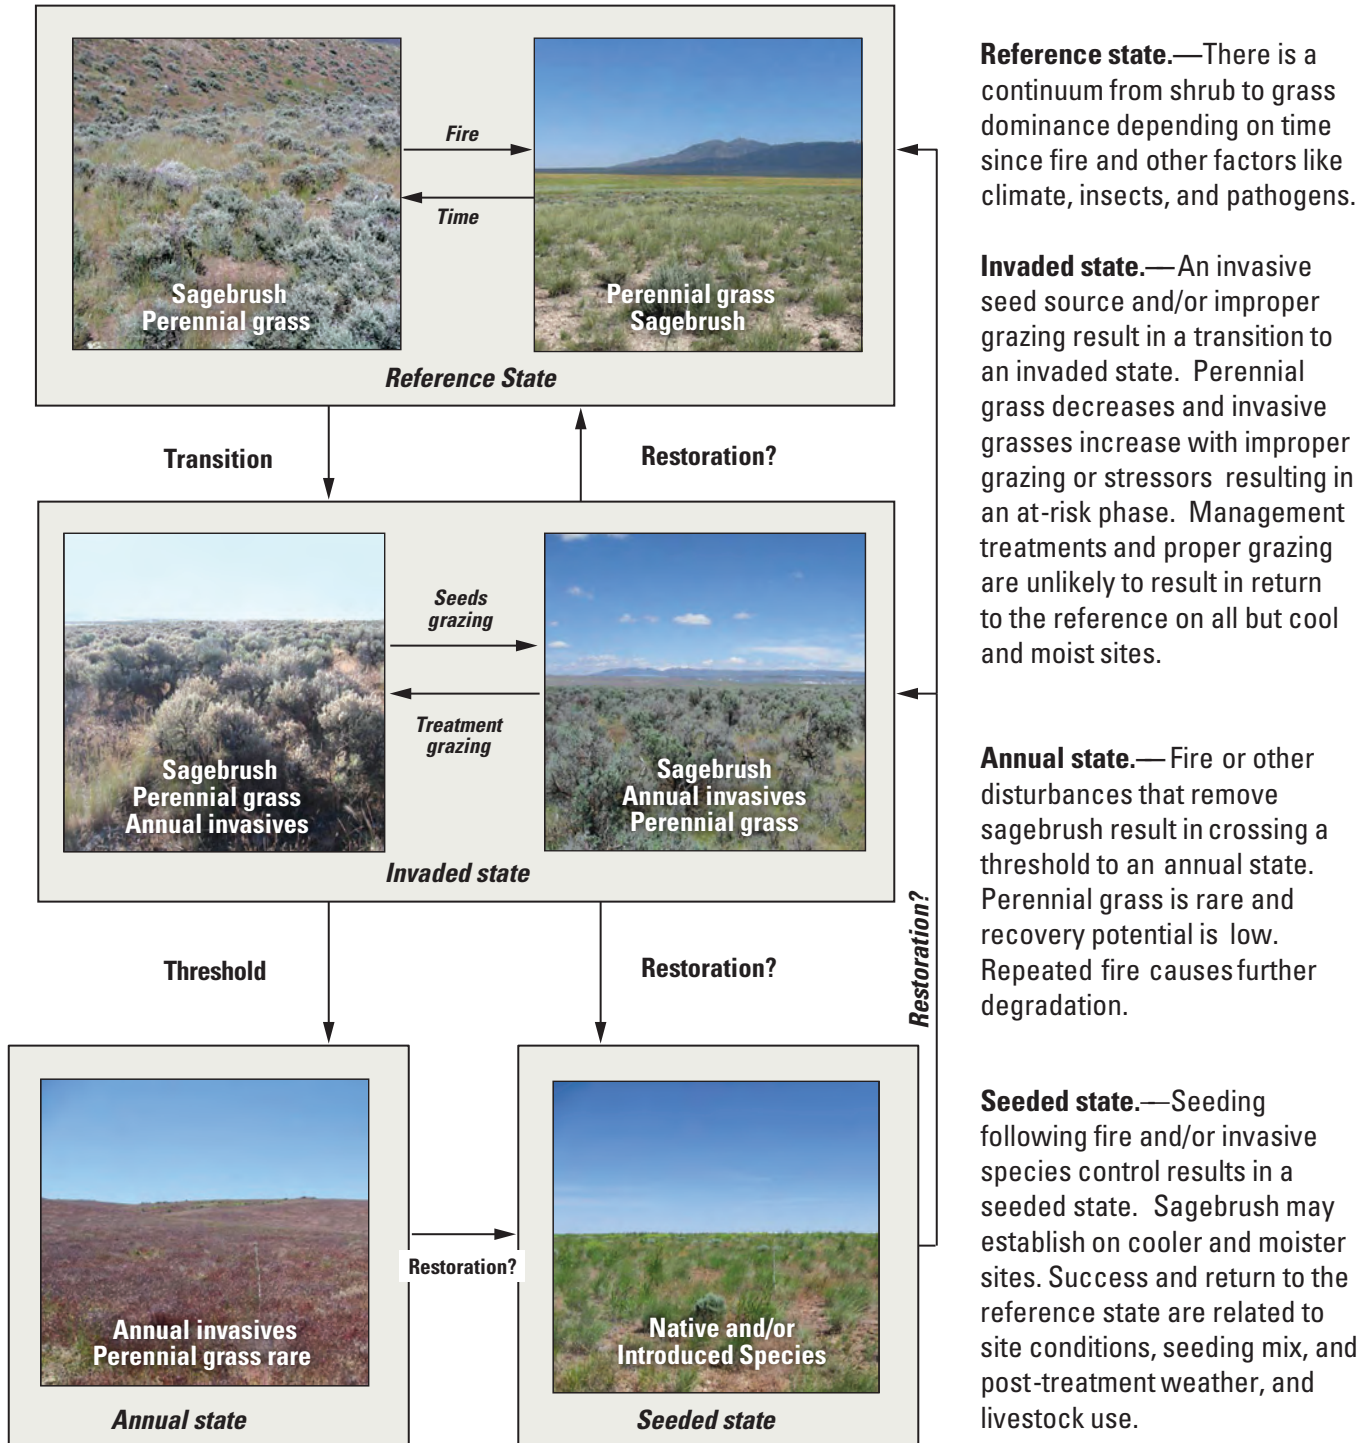 Fire
Time
Sagebrush
Perennial grass
Perennial grass
Sagebrush
Reference State
Transition
Restoration?
Seeds
grazing
Treatment
grazing
Sagebrush
Perennial grass
Annual invasives
Sagebrush
Annual invasives
Perennial grass
Invaded state
Threshold
Restoration?
Restoration?
Restoration?
Annual invasives
Perennial grass rare
Annual state
Native and/or
Introduced Species
Seeded state
Reference state.—There is a
continuum from shrub to grass
dominance depending on time
since fire and other factors like
climate, insects, and pathogens.
Invaded state.—An invasive
seed source and/or improper
grazing result in a transition to
an invaded state. Perennial
grass decreases and invasive
grasses increase with improper
grazing or stressors resulting in
an at-risk phase. Management
treatments and proper grazing
are unlikely to result in return
to the reference on all but cool
and moist sites.
Annual state.—Fire or other
disturbances that remove
sagebrush result in crossing a
threshold to an annual state.
Perennial grass is rare and
recovery potential is low.
Repeated fire causes further
degradation.
Seeded state.—Seeding
following fire and/or invasive
species control results in a
seeded state. Sagebrush may
establish on cooler and moister
sites. Success and return to the
reference state are related to
site conditions, seeding mix, and
post-treatment weather, and
livestock use.